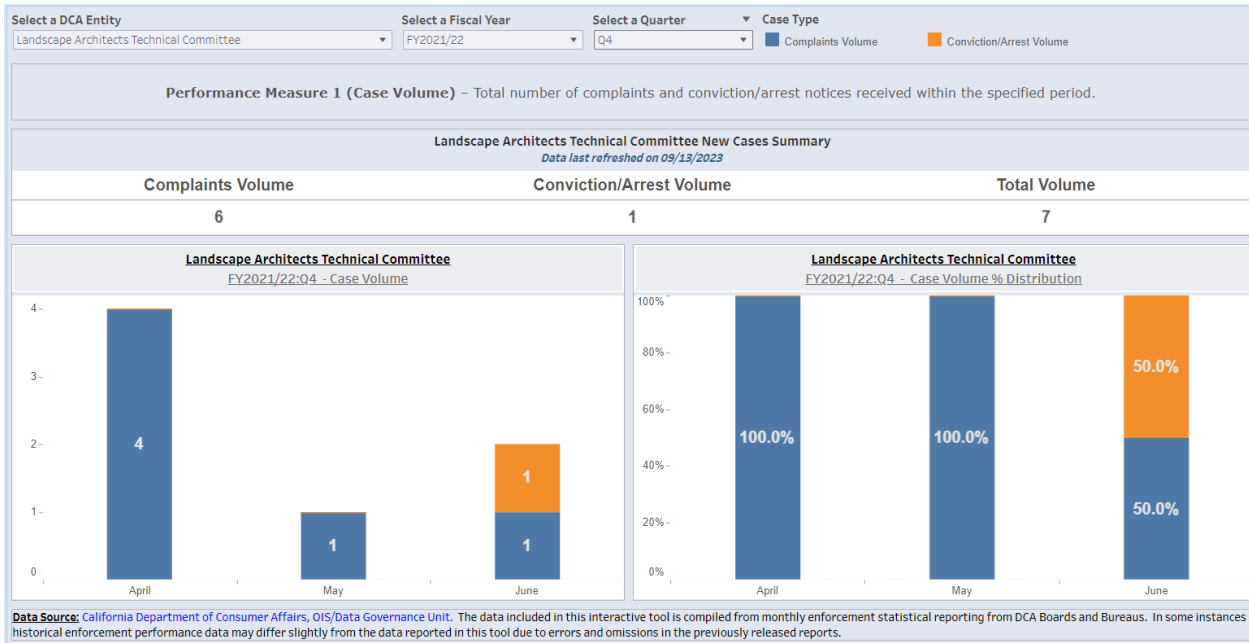 Select a DCA Entity
Select a Fiscal Year
Select a Quarter
Case Type
Landscape Architects Technical Committee
FY2021/22
Q4
Complaints Volume
Conviction/Arrest Volume
Performance Measure 1 (Case Volume) – Total number of complaints and conviction/arrest notices received within the specified period.
Landscape Architects Technical Committee New Cases Summary
Data last refreshed on 09/13/2023
Complaints Volume
Conviction/Arrest Volume
Total Volume
6
1
7
Landscape Architects Technical Committee
FY2021/22:Q4 - Case Volume
4
3
2
1
0
4
1
1
1
April
May
June
Landscape Architects Technical Committee
FY2021/22:Q4 - Case Volume % Distribution
100%
80%
60%
40%
20%
0%
100.0%
100.0%
50.0%
50.0%
April
May
June
Data Source: California Department of Consumer Affairs, OIS/Data Governance Unit. The data included in this interactive tool is compiled from monthly enforcement statistical reporting from DCA Boards and Bureaus. In some instances
historical enforcement performance data may differ slightly from the data reported in this tool due to errors and omissions in the previously released reports.